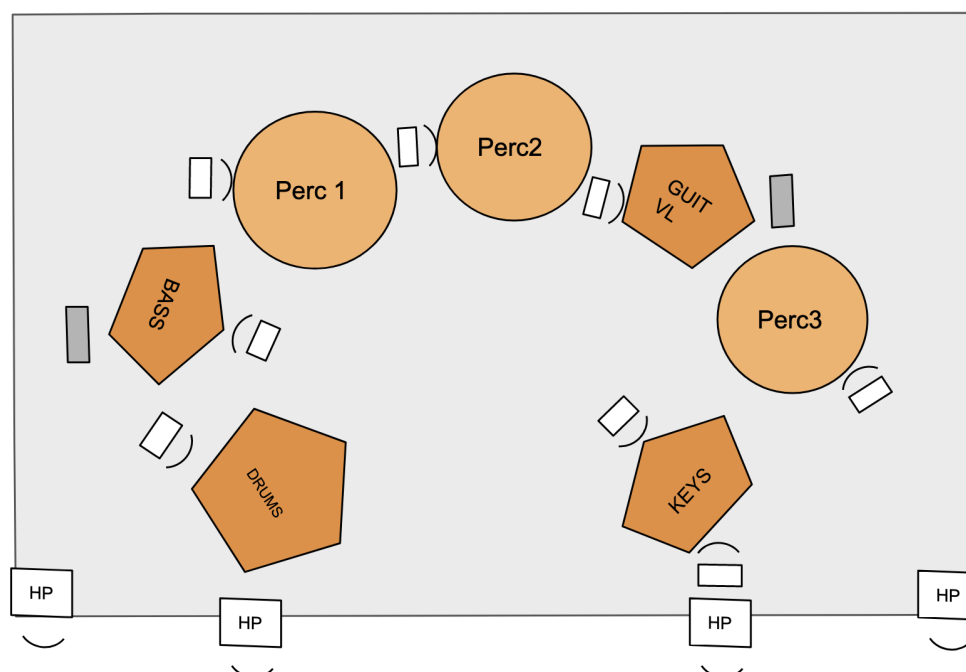 Perc2
Perc 1
GUIT
VL
BASS
Perc3
DRUMS
KEYS
HP
HP
HP
HP